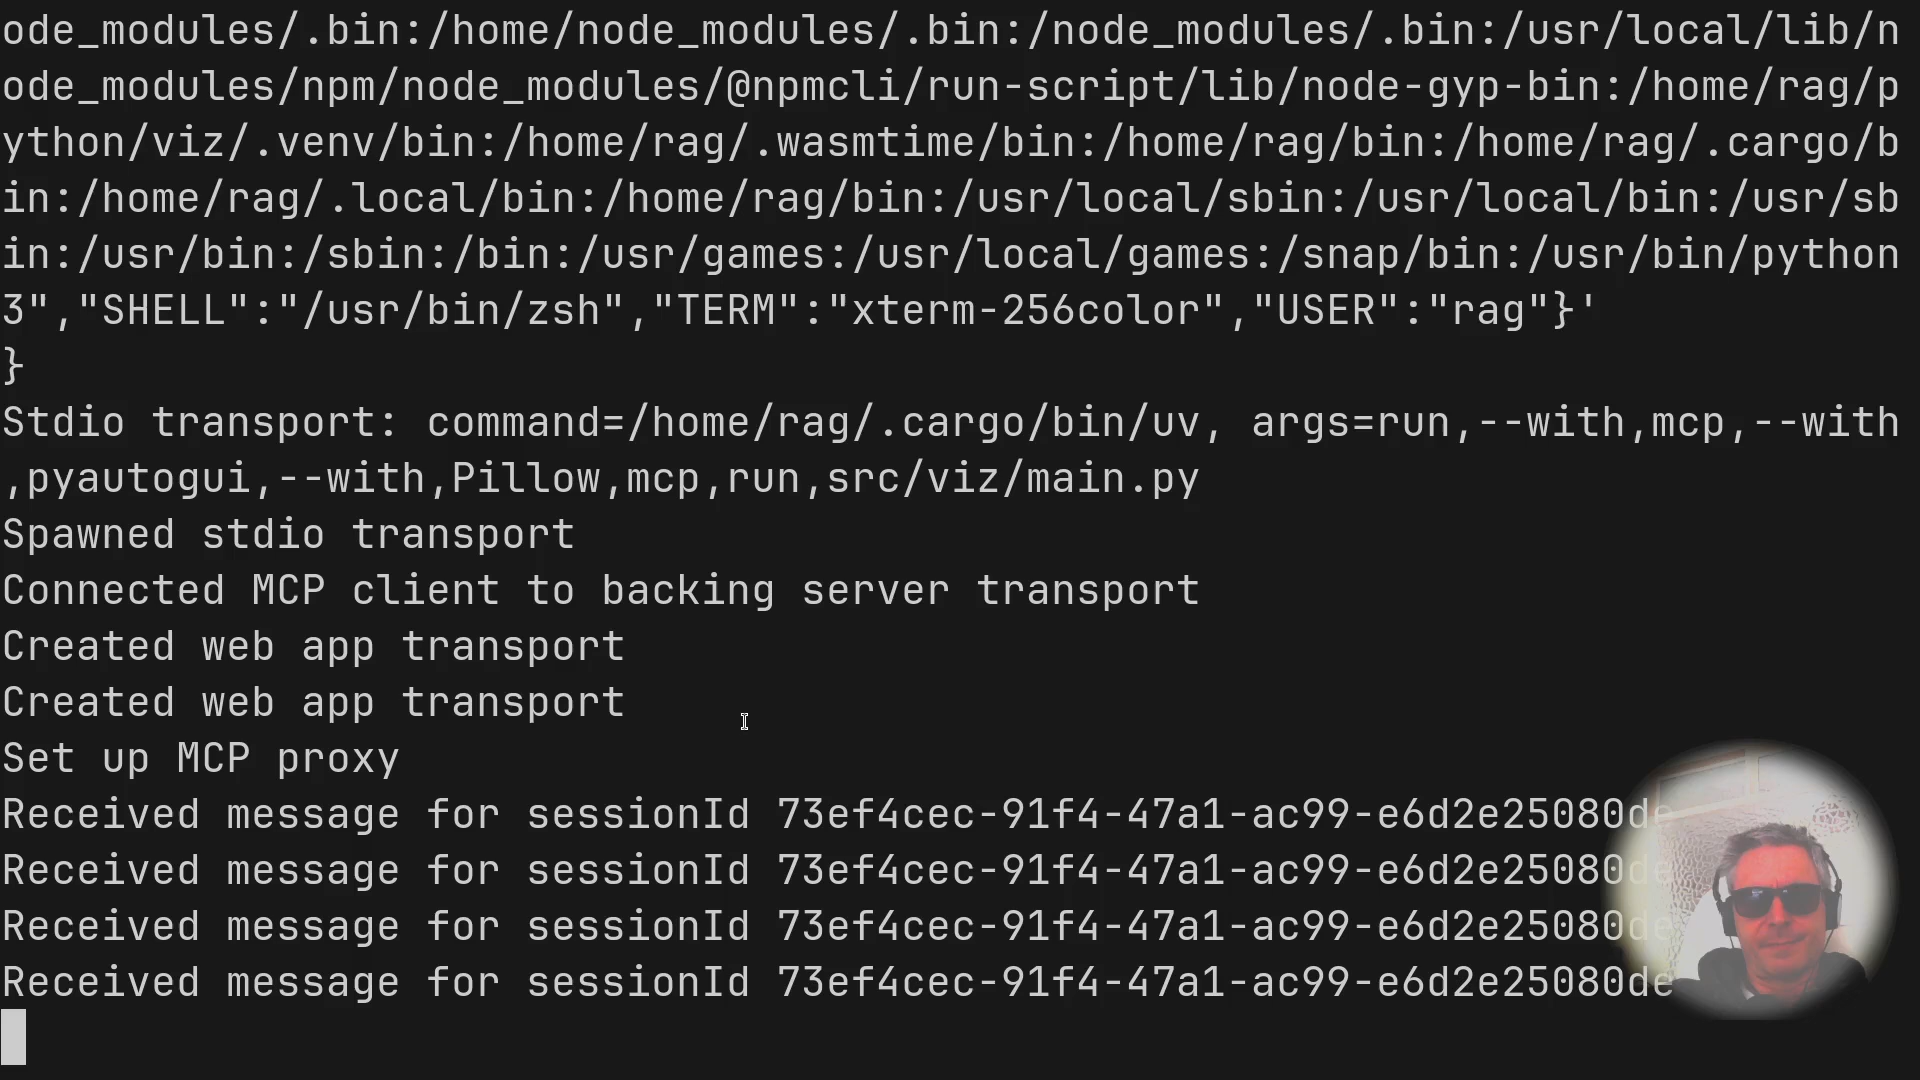 ode_modules/.bin:/home/node_modules/.bin:/node_modules/.bin:/usr/local/lib/n
ode_modules/npm/node_modules/@npmcli/run-script/lib/node-gyp-bin:/home/rag/p
ython/viz/.venv/bin:/home/rag/.wasmtime/bin:/home/rag/bin:/home/rag/.cargo/b
in:/home/rag/.local/bin:/home/rag/bin:/usr/local/sbin:/usr/local/bin:/usr/sb
in:/usr/bin:/sbin:/bin:/usr/games:/usr/local/games:/snap/bin:/usr/bin/python
3","SHELL":"/usr/bin/zsh","TERM":"xterm-256color","USER":"rag"}'
}
Stdio transport: command=/home/rag/.cargo/bin/uv, args=run,--with,mcp,--with
,pyautogui,--with,Pillow,mcp,run,src/viz/main.py
Spawned stdio transport
Connected MCP client to backing server transport
Created web app transport
Created web app transport
Set up MCP proxy
Received message for sessionId 73ef4cec-91f4-47a1-ac99-e6d2e25080de
Received message for sessionId 73ef4cec-91f4-47a1-ac99-e6d2e25080de
Received message for sessionId 73ef4cec-91f4-47a1-ac99-e6d2e25080de
Received message for sessionId 73ef4cec-91f4-47a1-ac99-e6d2e25080de